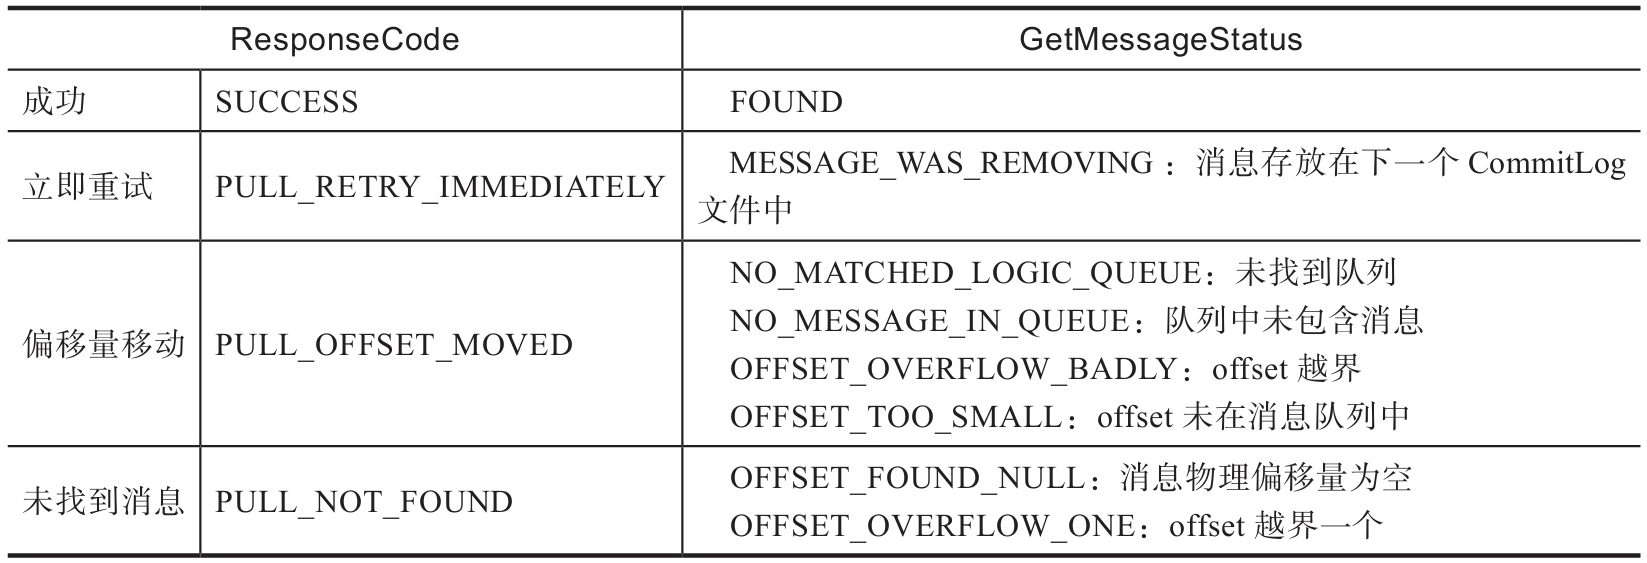 ResponseCode GetMessageStatus
成功 SUCCESS FOUND
立即重试 PULL_RETRY_IMMEDIATELY MESSAGE_WAS_REMOVING：消息存放在下一个 CommitLog
文件中
偏移量移动 PULL_OFFSET_MOVED NO_MATCHED_LOGIC_QUEUE：未找到队列
NO_MESSAGE_IN_QUEUE：队列中未包含消息
OFFSET_OVERFLOW_BADLY：offset 越界
OFFSET_TOO_SMALL：offset 未在消息队列中
未找到消息 PULL_NOT_FOUND OFFSET_FOUND_NULL：消息物理偏移量为空
OFFSET_OVERFLOW_ONE：offset 越界一个